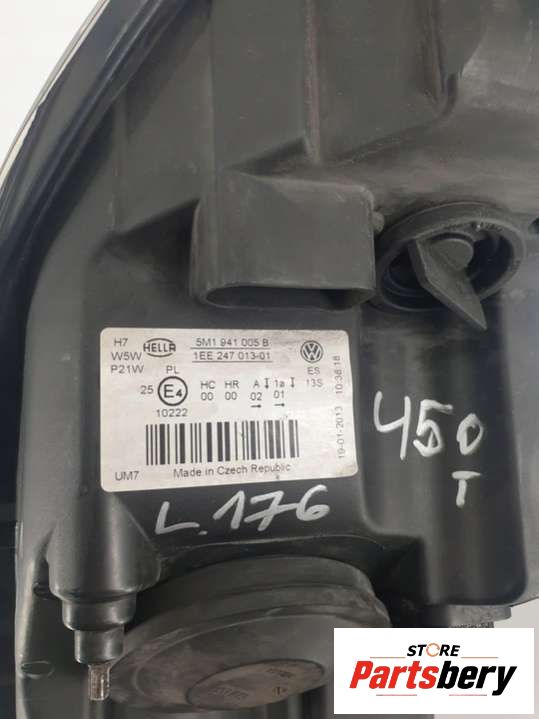 H7 HELLA 5M1 941 005 B
W5W 1EE 247 013-01
P21W PL ES
25 E4 HC HR A 1a 13S
00 00 02 01
10222
19-01-2013 10:38:18
UM7 Made in Czech Republic
L.176
450
T
STORE
Partsbery